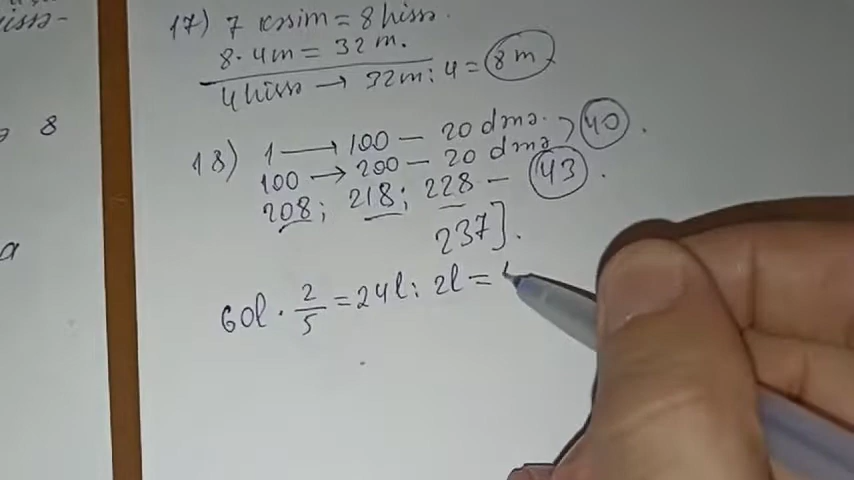 8
a
17) 7 kəsim = 8 hissə.
8 · 4m = 32 m.
4 hissə → 32m : 4 = 8 m
18) 1 → 100 — 20 dənə. > 40.
100 → 200 — 20 dənə
208; 218; 228 — 43.
237].
60l · 2/5 = 24l : 2l =